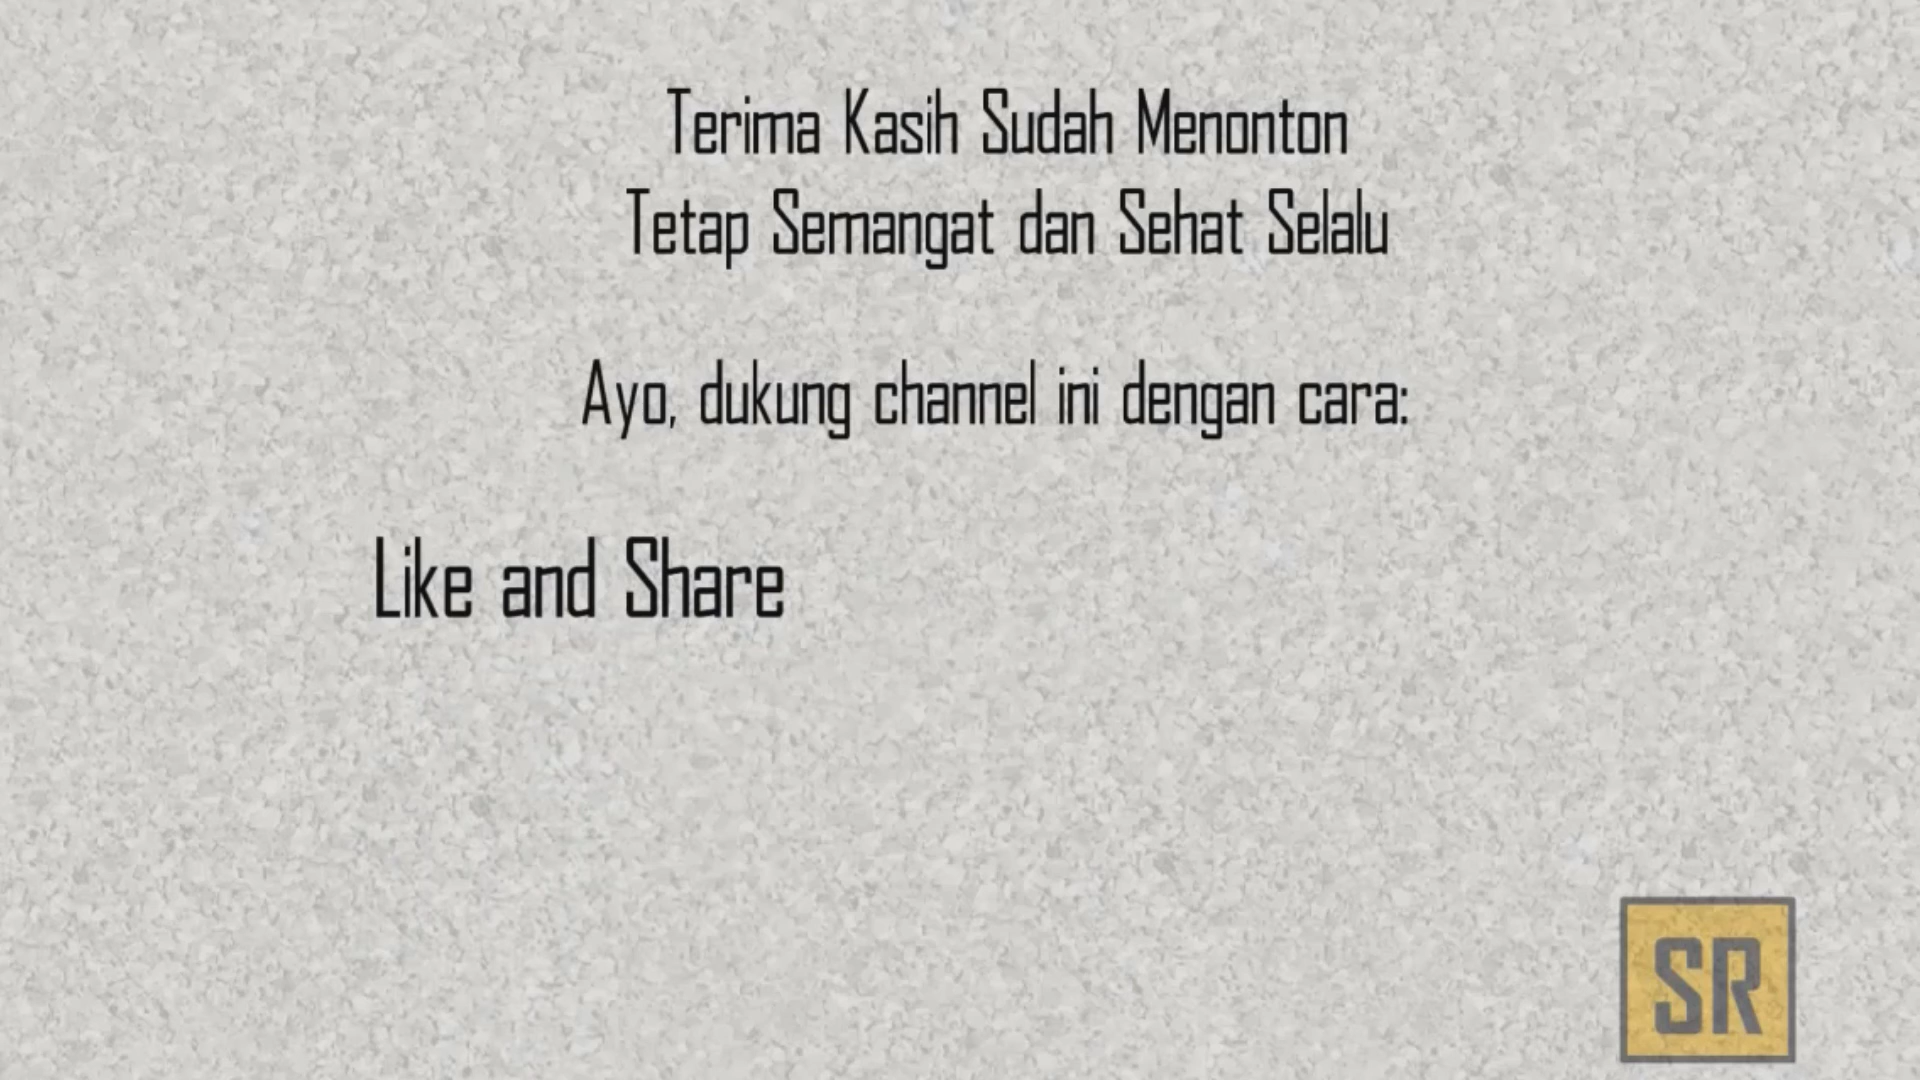 Terima Kasih Sudah Menonton
Tetap Semangat dan Sehat Selalu
Ayo, dukung channel ini dengan cara:
Like and Share
SR